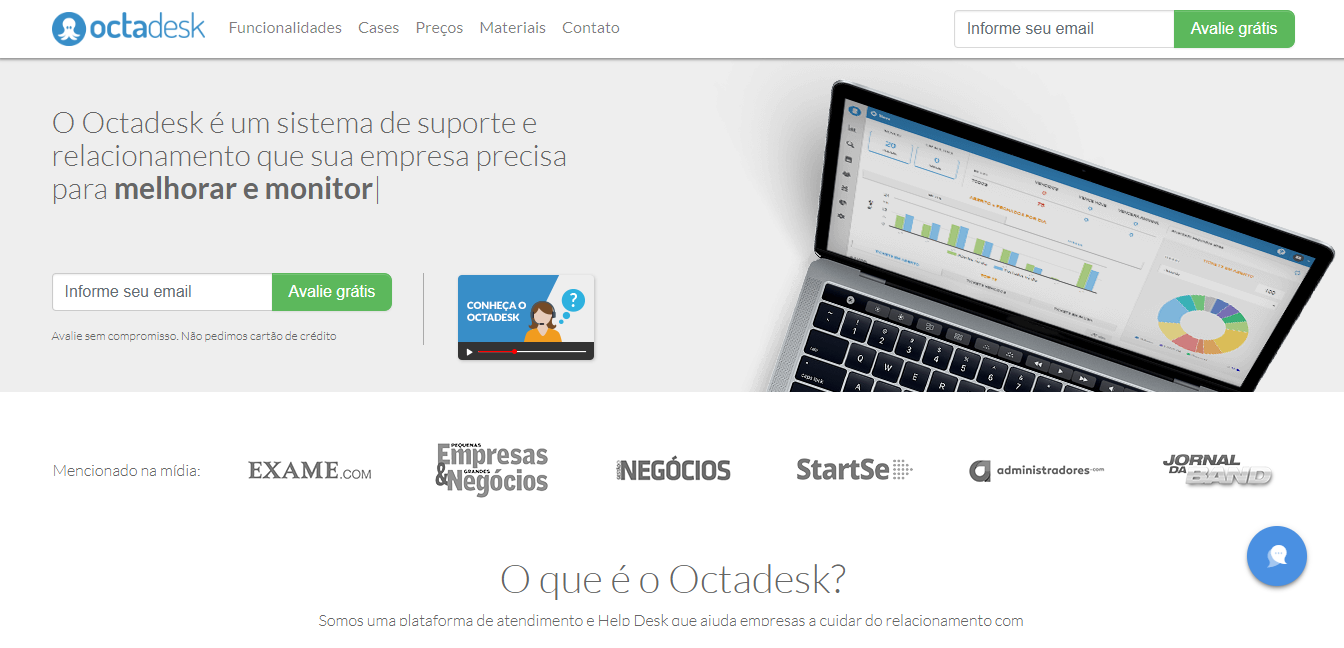 octadesk
Funcionalidades
Cases
Preços
Materiais
Contato
Informe seu email
Avalie grátis
O Octadesk é um sistema de suporte e
relacionamento que sua empresa precisa
para melhorar e monitor
Informe seu email
Avalie grátis
Avalie sem compromisso. Não pedimos cartão de crédito
CONHEÇA O
OCTADESK
?
Mencionado na mídia:
EXAME.COM
PEQUENAS
Empresas
& GRANDES
Negócios
NEGÓCIOS
StartSe
administradores.com
JORNAL
DA BAND
O que é o Octadesk?
Somos uma plataforma de atendimento e Help Desk que ajuda empresas a cuidar do relacionamento com